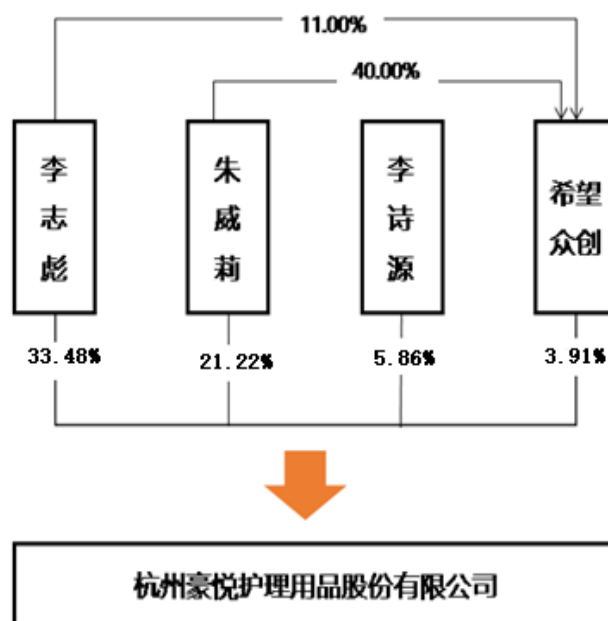 11.00%
40.00%
李志彪
朱威莉
李诗源
希望众创
33.48%
21.22%
5.86%
3.91%
杭州豪悦护理用品股份有限公司